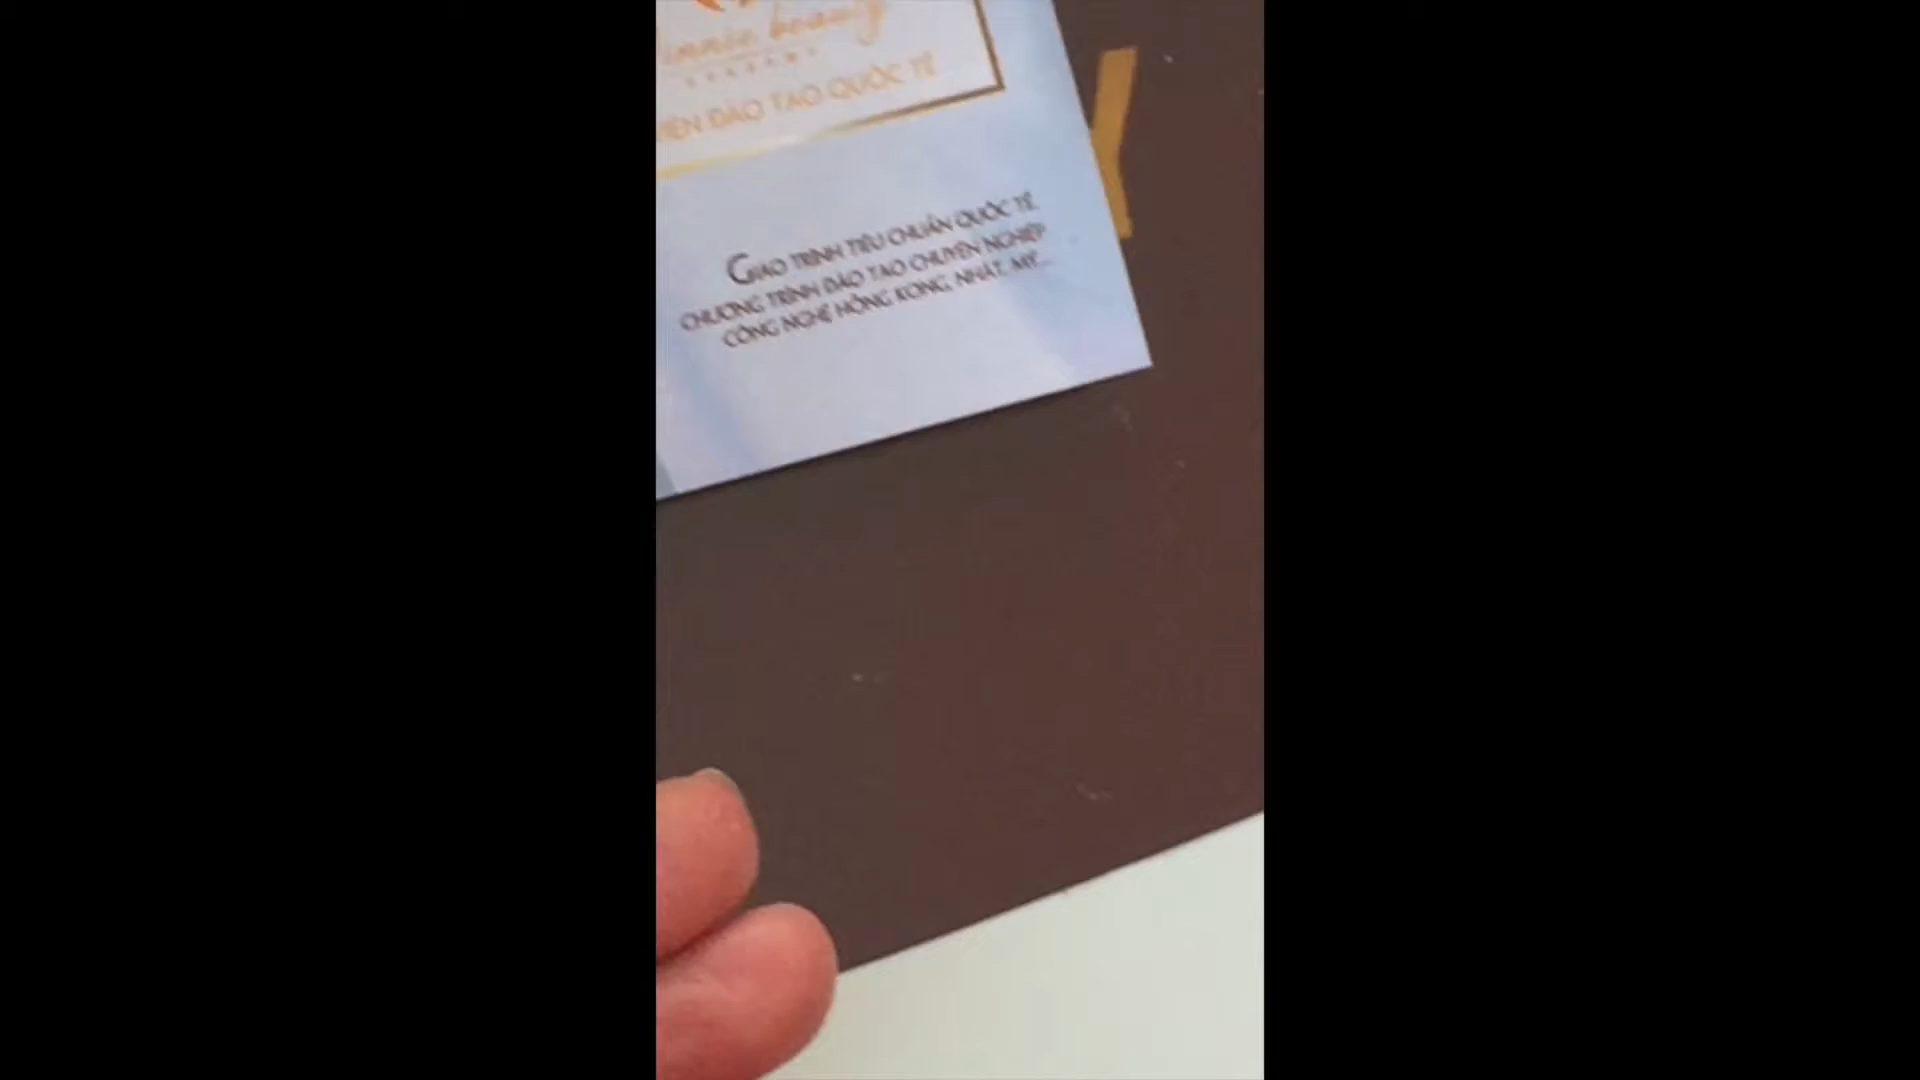 beauty
ĐÀO TẠO QUỐC TẾ
GIÁO TRÌNH TIÊU CHUẨN QUỐC TẾ
CHƯƠNG TRÌNH ĐÀO TẠO CHUYÊN NGHIỆP
CÔNG NGHỆ HỒNG KONG, NHẬT, MỸ...